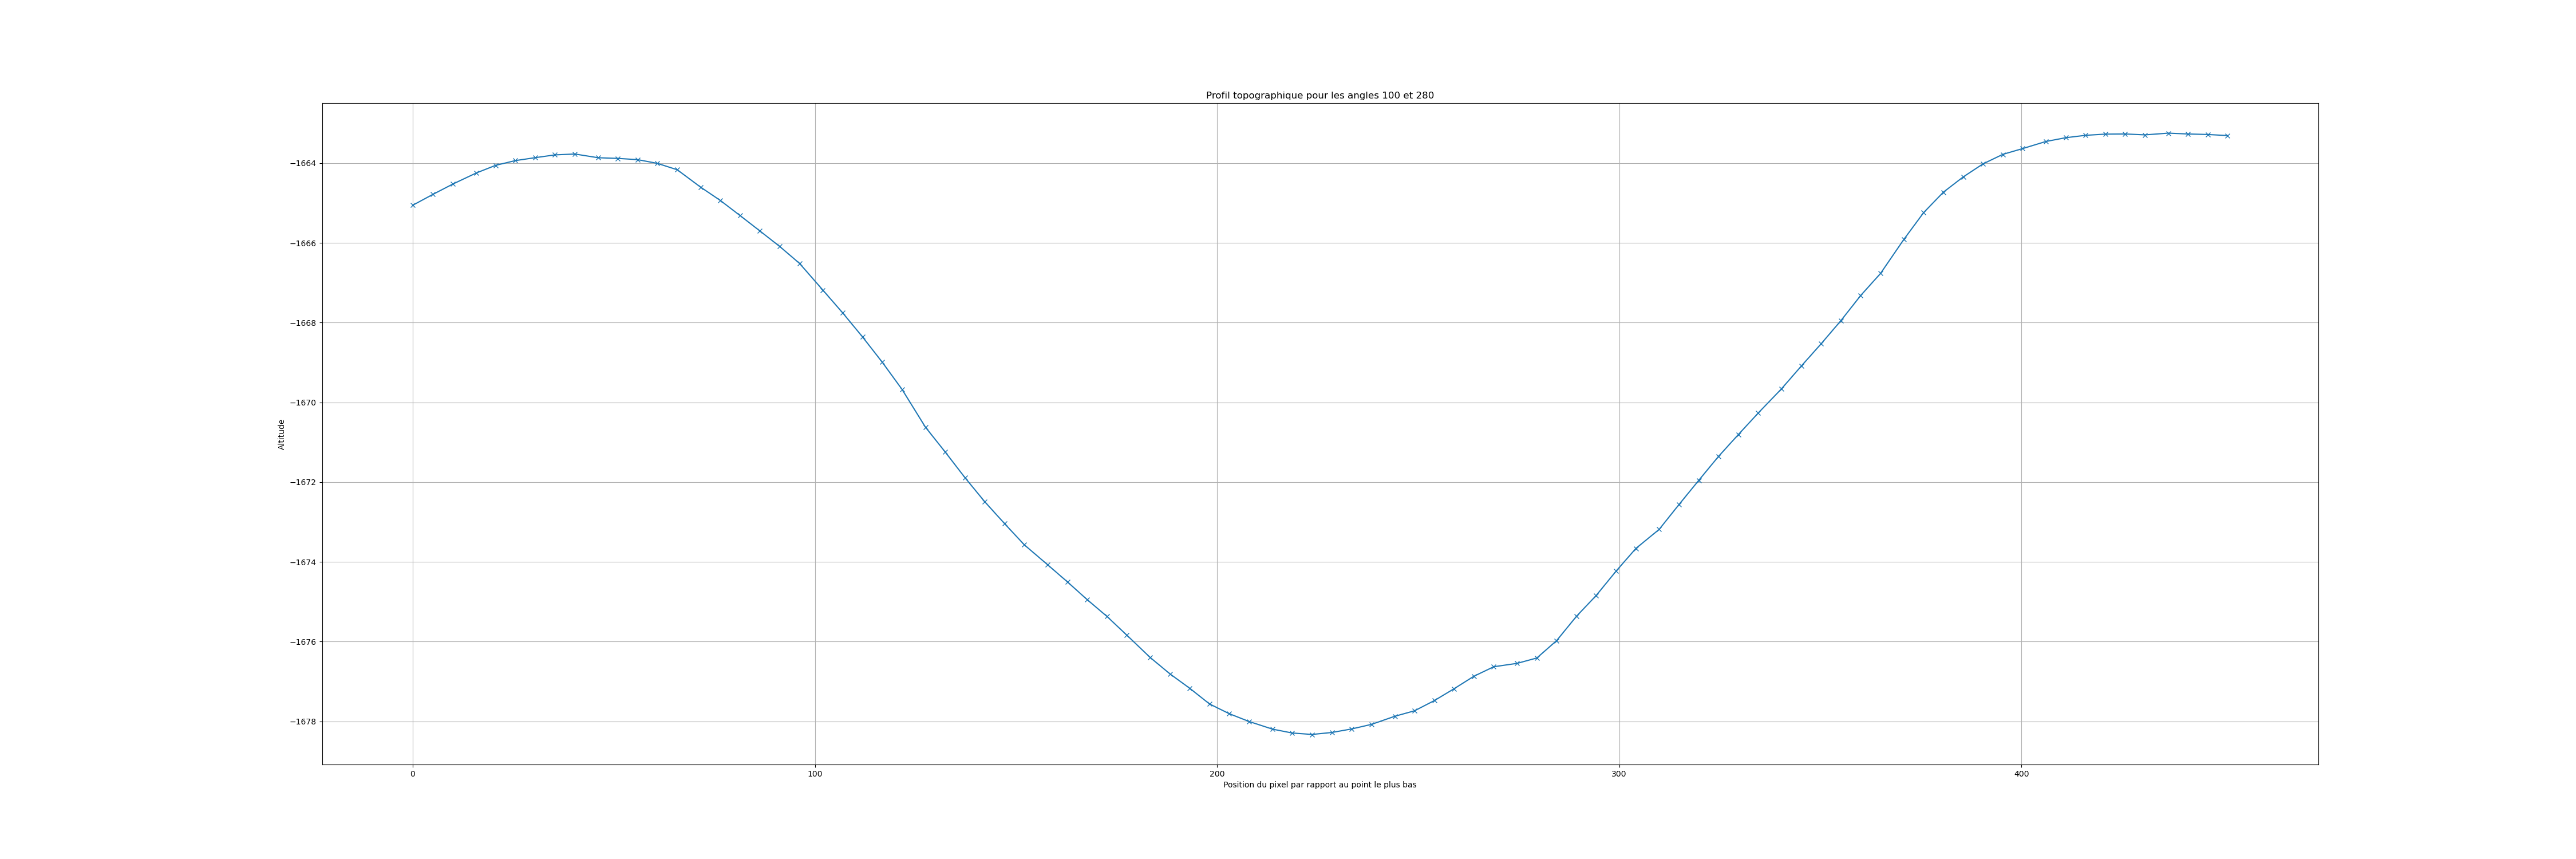 Profil topographique pour les angles 100 et 280
Altitude
−1664
−1666
−1668
−1670
−1672
−1674
−1676
−1678
0 100 200 300 400
Position du pixel par rapport au point le plus bas